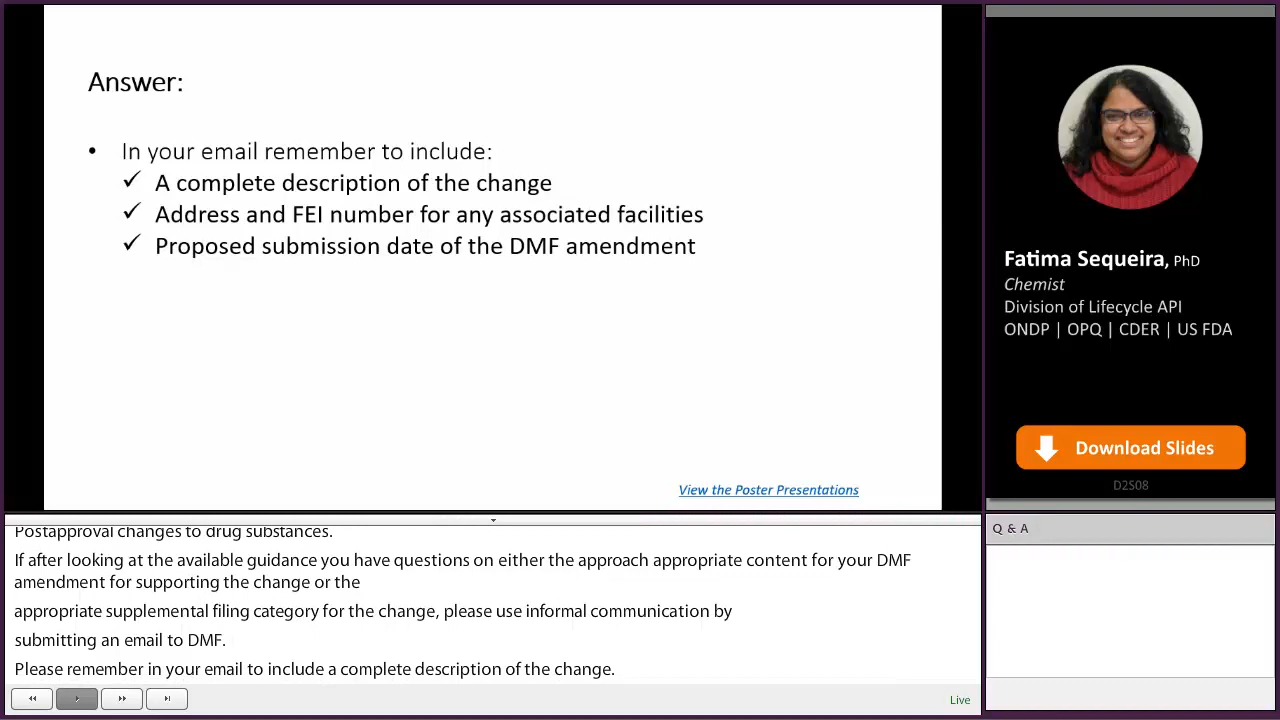 Answer:
• In your email remember to include:
✓ A complete description of the change
✓ Address and FEI number for any associated facilities
✓ Proposed submission date of the DMF amendment
View the Poster Presentations
Fatima Sequeira, PhD
Chemist
Division of Lifecycle API
ONDP | OPQ | CDER | US FDA
Download Slides
D2S08
Postapproval changes to drug substances.
If after looking at the available guidance you have questions on either the approach appropriate content for your DMF
amendment for supporting the change or the
appropriate supplemental filing category for the change, please use informal communication by
submitting an email to DMF.
Please remember in your email to include a complete description of the change.
Live
Q & A